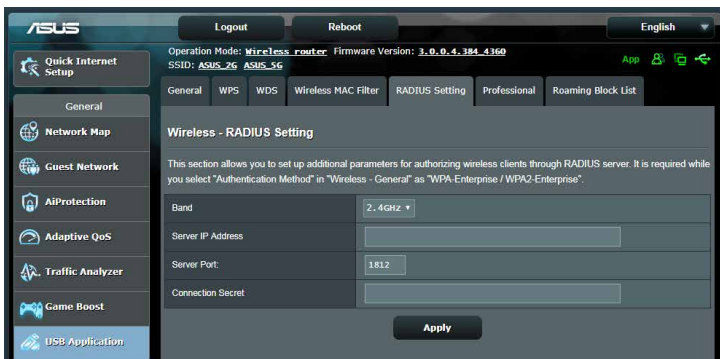 ASUS
Logout
Reboot
English
Operation Mode: Wireless router Firmware Version: 3.0.0.4.384_4360
SSID: ASUS_2G ASUS_5G
App
Quick Internet
Setup
General
WPS
WDS
Wireless MAC Filter
RADIUS Setting
Professional
Roaming Block List
General
Network Map
Guest Network
AiProtection
Adaptive QoS
Traffic Analyzer
Game Boost
USB Application
Wireless - RADIUS Setting
This section allows you to set up additional parameters for authorizing wireless clients through RADIUS server. It is required while
you select "Authentication Method" in "Wireless - General" as "WPA-Enterprise / WPA2-Enterprise".
Band
2.4GHz
Server IP Address
Server Port:
1812
Connection Secret
Apply